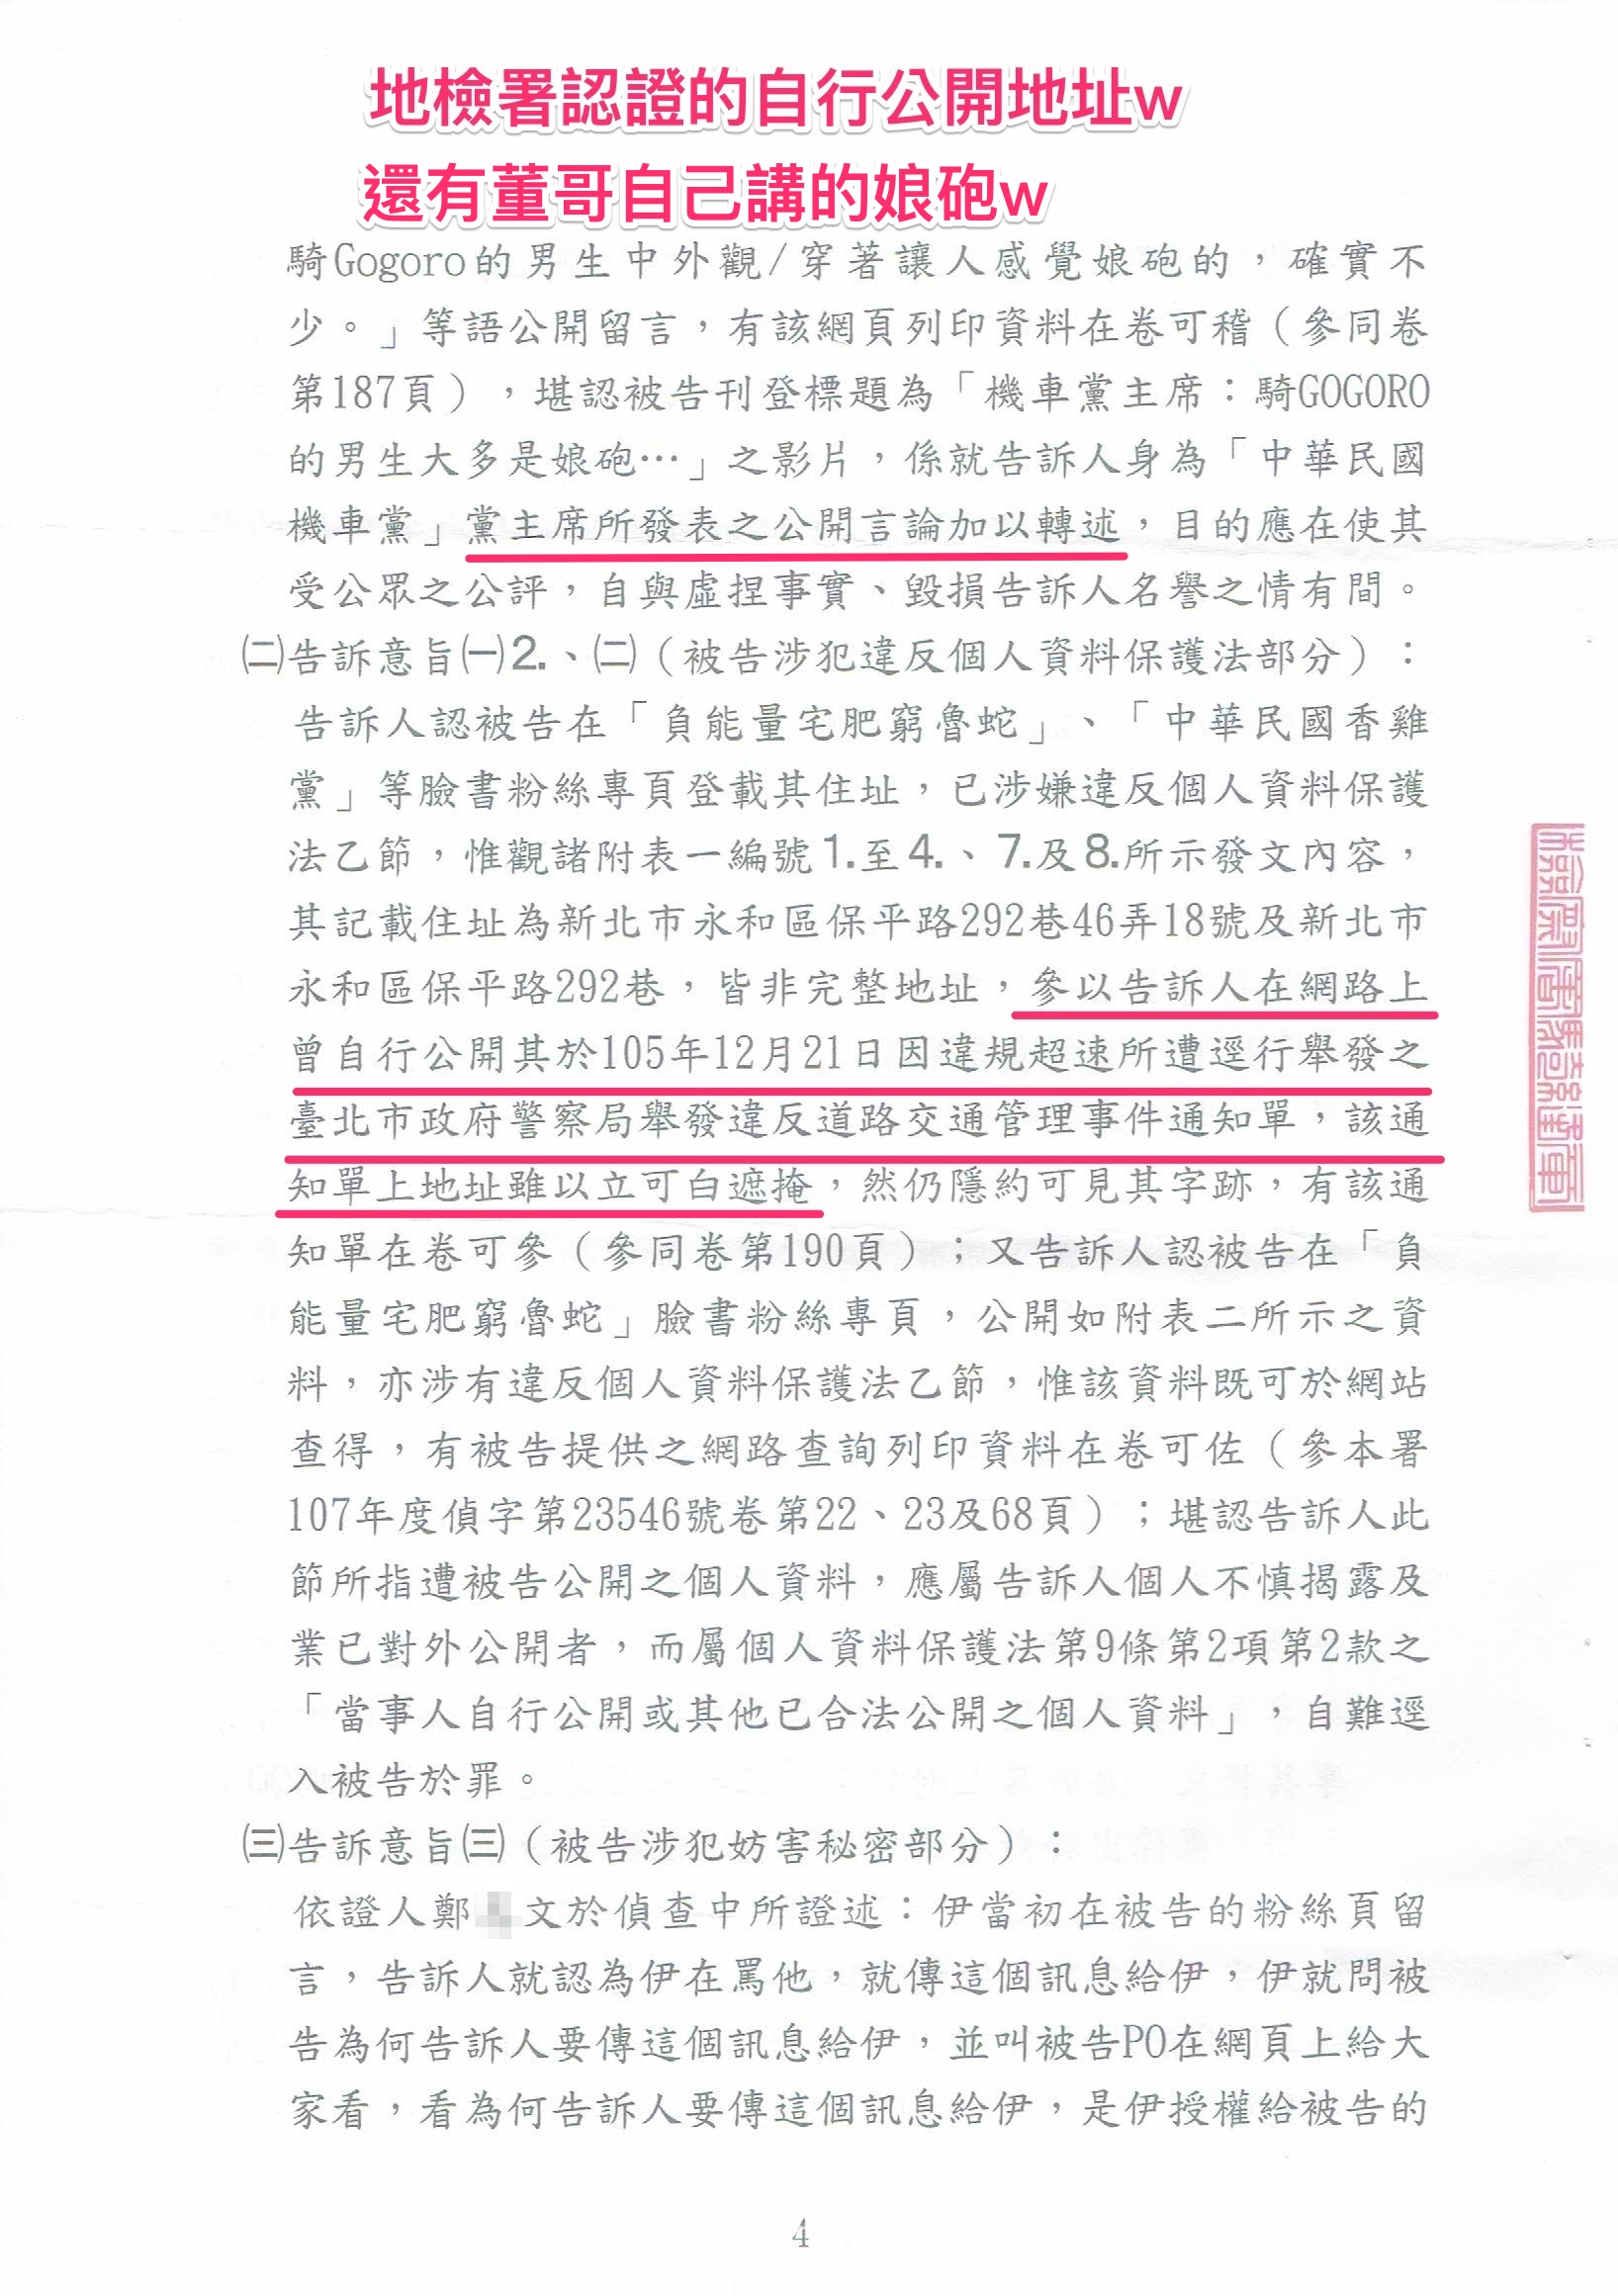 地檢署認證的自行公開地址w
還有董哥自己講的娘砲w
騎Gogoro的男生中外觀/穿著讓人感覺娘砲的，確實不
少。」等語公開留言，有該網頁列印資料在卷可稽（參同卷
第187頁），堪認被告刊登標題為「機車黨主席：騎GOGORO
的男生大多是娘砲…」之影片，係就告訴人身為「中華民國
機車黨」黨主席所發表之公開言論加以轉述，目的應在使其
受公眾之公評，自與虛捏事實、毀損告訴人名譽之情有間。
㈡告訴意旨㈠2.、㈡（被告涉犯違反個人資料保護法部分）：
告訴人認被告在「負能量宅肥窮魯蛇」、「中華民國香雞
黨」等臉書粉絲專頁登載其住址，已涉嫌違反個人資料保護
法乙節，惟觀諸附表一編號1.至4.、7.及8.所示發文內容，
其記載住址為新北市永和區保平路292巷46弄18號及新北市
永和區保平路292巷，皆非完整地址，參以告訴人在網路上
曾自行公開其於105年12月21日因違規超速所遭逕行舉發之
臺北市政府警察局舉發違反道路交通管理事件通知單，該通
知單上地址雖以立可白遮掩，然仍隱約可見其字跡，有該通
知單在卷可參（參同卷第190頁）；又告訴人認被告在「負
能量宅肥窮魯蛇」臉書粉絲專頁，公開如附表二所示之資
料，亦涉有違反個人資料保護法乙節，惟該資料既可於網站
查得，有被告提供之網路查詢列印資料在卷可佐（參本署
107年度偵字第23546號卷第22、23及68頁）；堪認告訴人此
節所指遭被告公開之個人資料，應屬告訴人個人不慎揭露及
業已對外公開者，而屬個人資料保護法第9條第2項第2款之
「當事人自行公開或其他已合法公開之個人資料」，自難逕
入被告於罪。
㈢告訴意旨㈢（被告涉犯妨害秘密部分）：
依證人鄭文於偵查中所證述：伊當初在被告的粉絲頁留
言，告訴人就認為伊在罵他，就傳這個訊息給伊，伊就問被
告為何告訴人要傳這個訊息給伊，並叫被告PO在網頁上給大
家看，看為何告訴人要傳這個訊息給伊，是伊授權給被告的
4